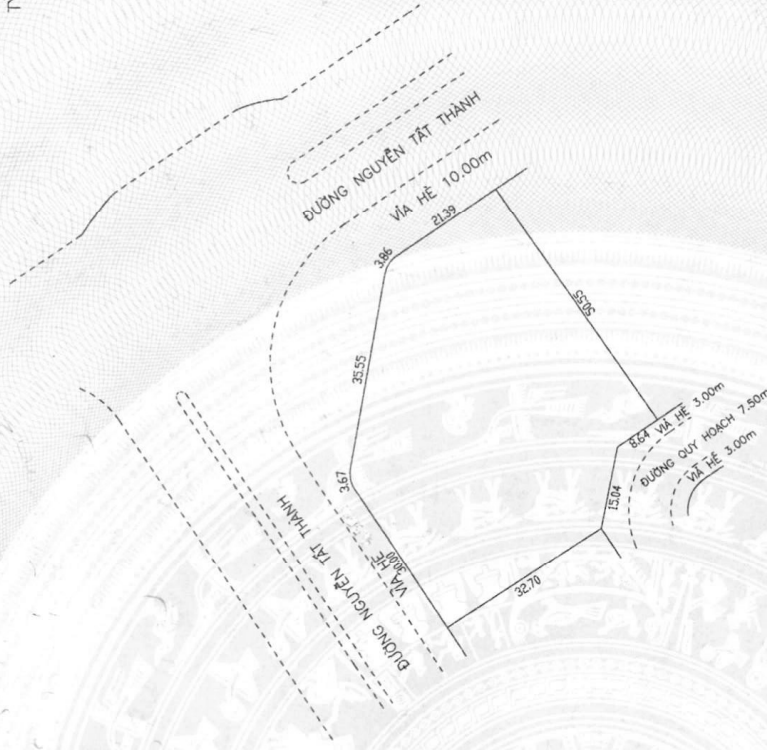 ĐƯỜNG NGUYỄN TẤT THÀNH
VỈA HÈ 10.00m
21.39
3.86
50.55
35.55
3.67
8.64
VỈA HÈ 3.00m
ĐƯỜNG QUY HOẠCH 7.50m
VỈA HÈ 3.00m
15.04
ĐƯỜNG NGUYỄN TẤT THÀNH
VỈA HÈ
30.00
32.70